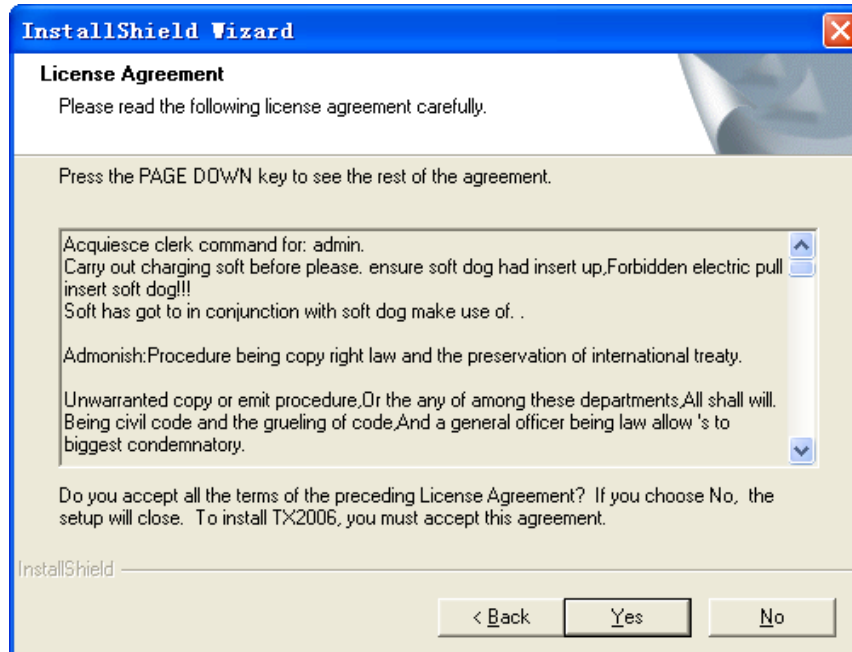 InstallShield Wizard
License Agreement
Please read the following license agreement carefully.
Press the PAGE DOWN key to see the rest of the agreement.
Acquiesce clerk command for: admin.
Carry out charging soft before please. ensure soft dog had insert up,Forbidden electric pull
insert soft dog!!!
Soft has got to in conjunction with soft dog make use of. .
Admonish:Procedure being copy right law and the preservation of international treaty.
Unwarranted copy or emit procedure,Or the any of among these departments,All shall will.
Being civil code and the grueling of code,And a general officer being law allow 's to
biggest condemnatory.
Do you accept all the terms of the preceding License Agreement? If you choose No, the
setup will close. To install TX2006, you must accept this agreement.
InstallShield
< Back
Yes
No